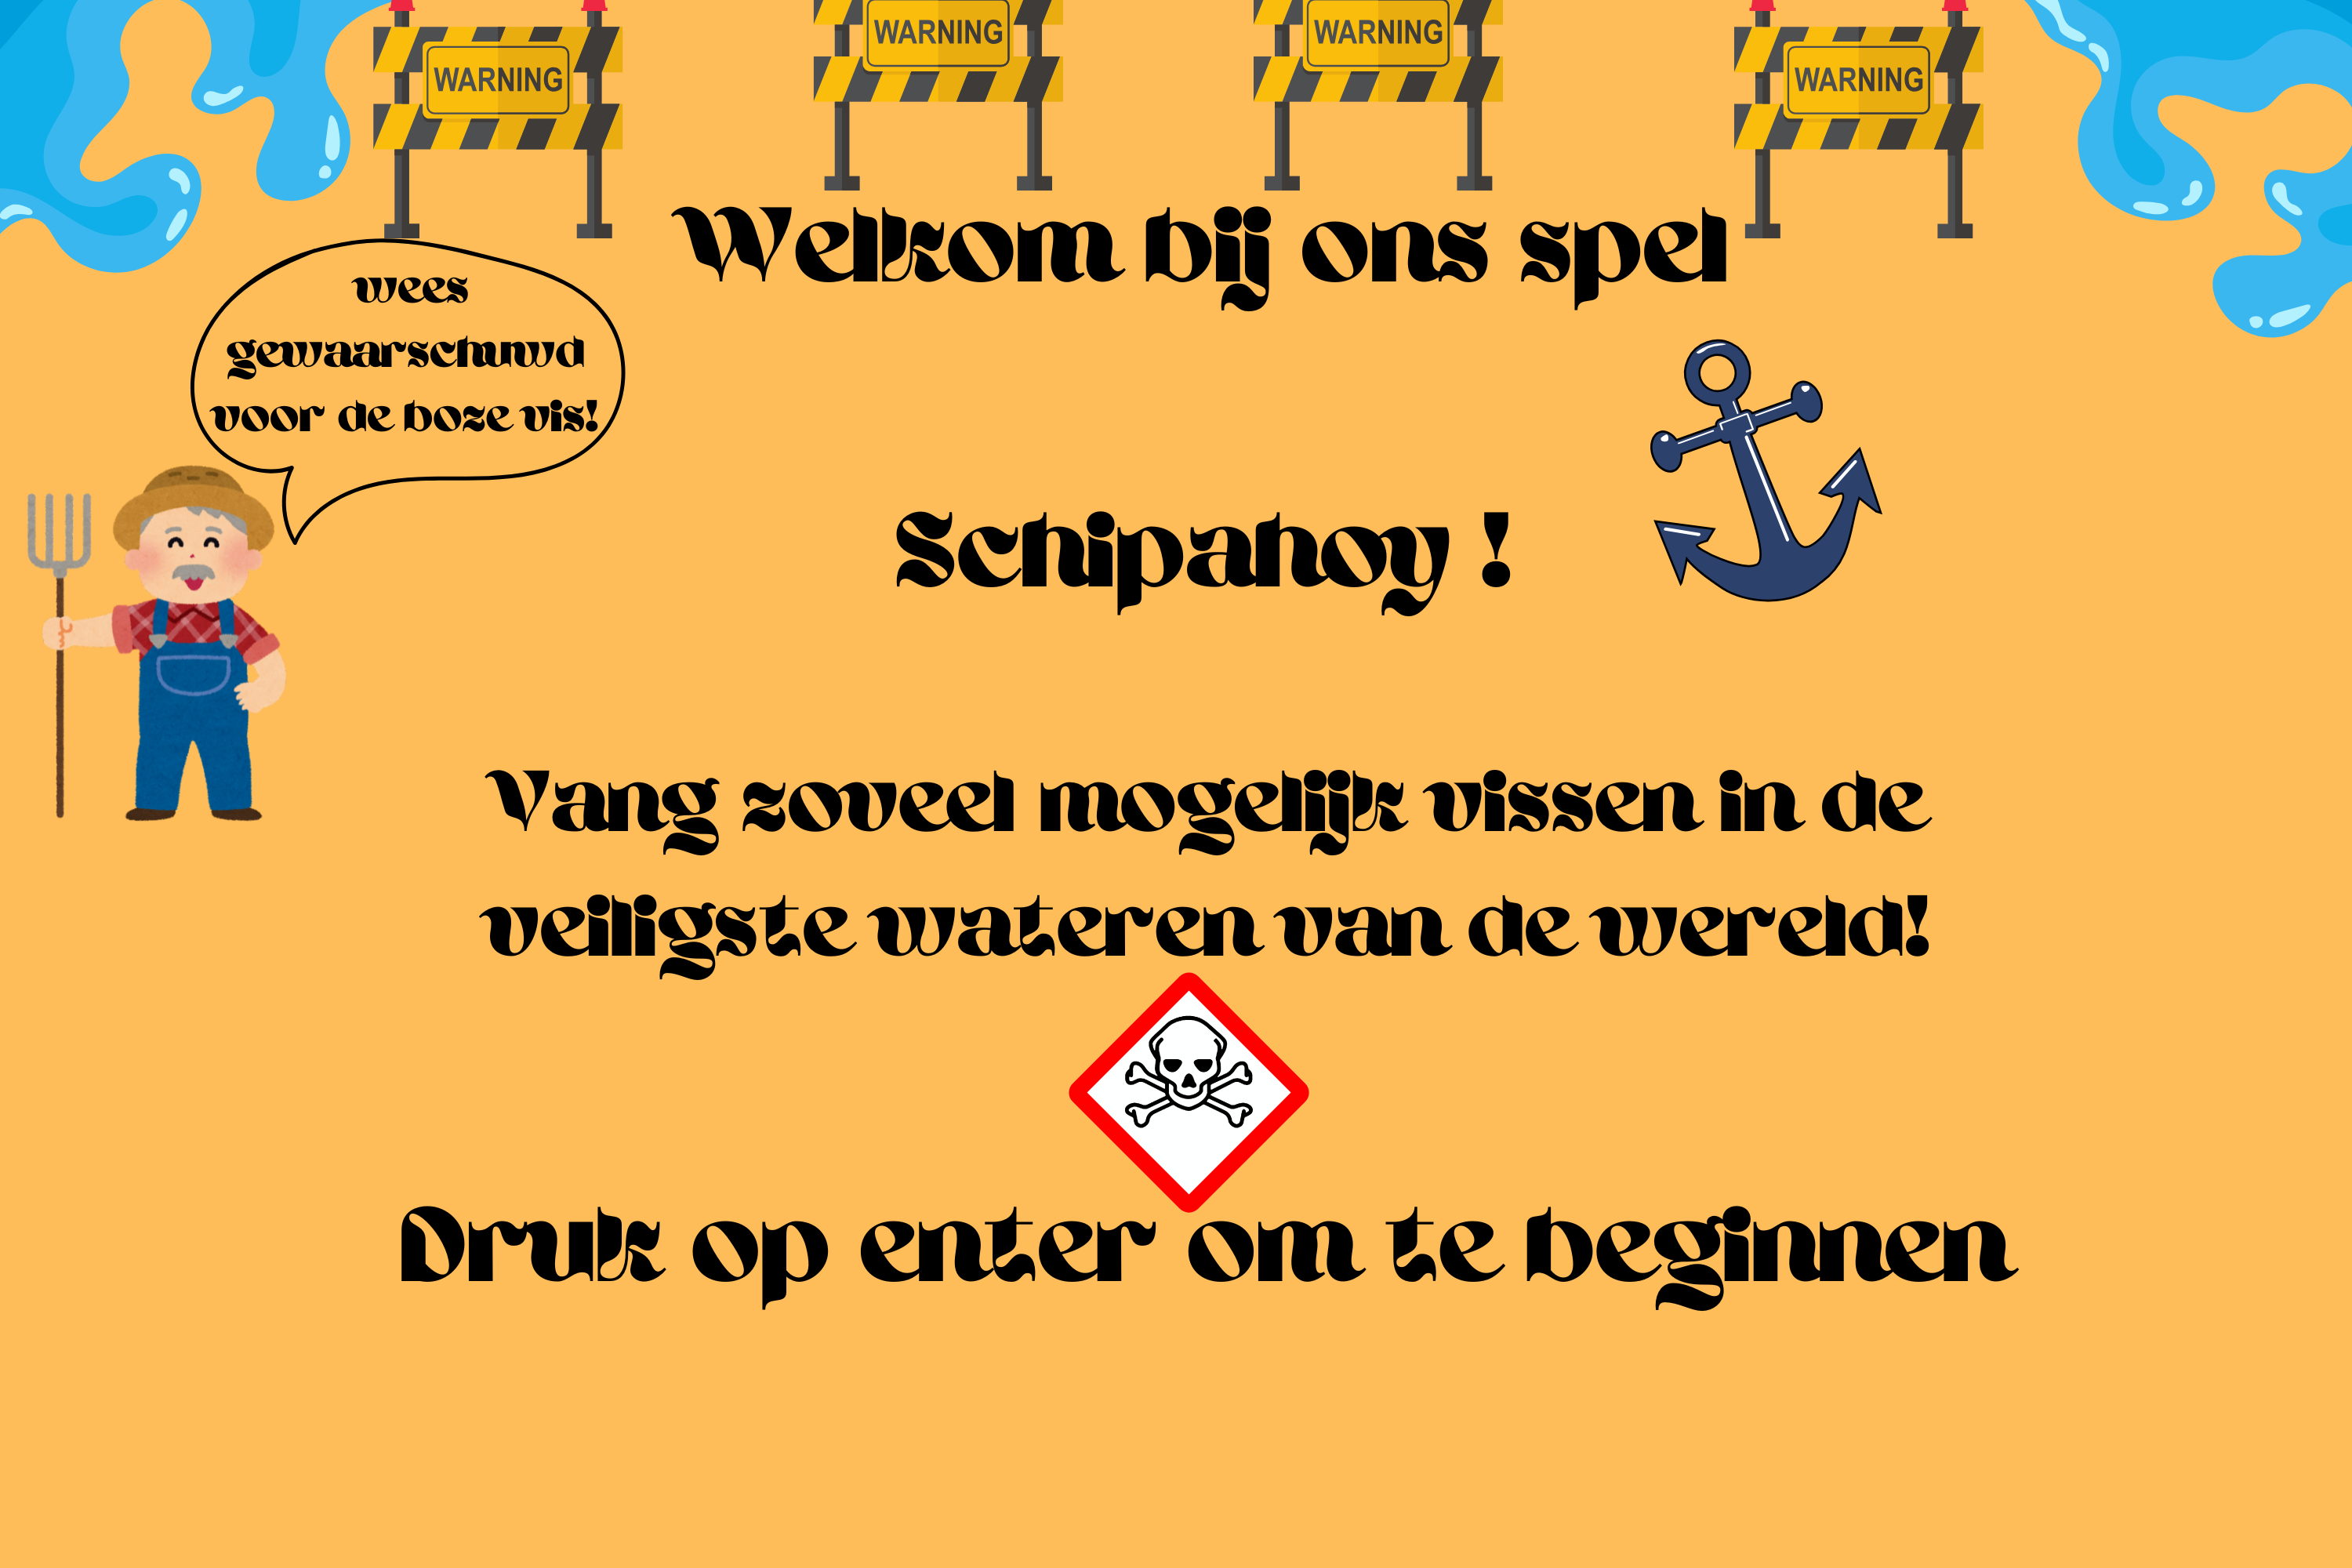 WARNING
WARNING
WARNING
WARNING
Welkom bij ons spel
wees
gewaarschuwd
voor de boze vis!
Schipahoy !
Vang zoveel mogelijk vissen in de
veiligste wateren van de wereld!
Druk op enter om te beginnen